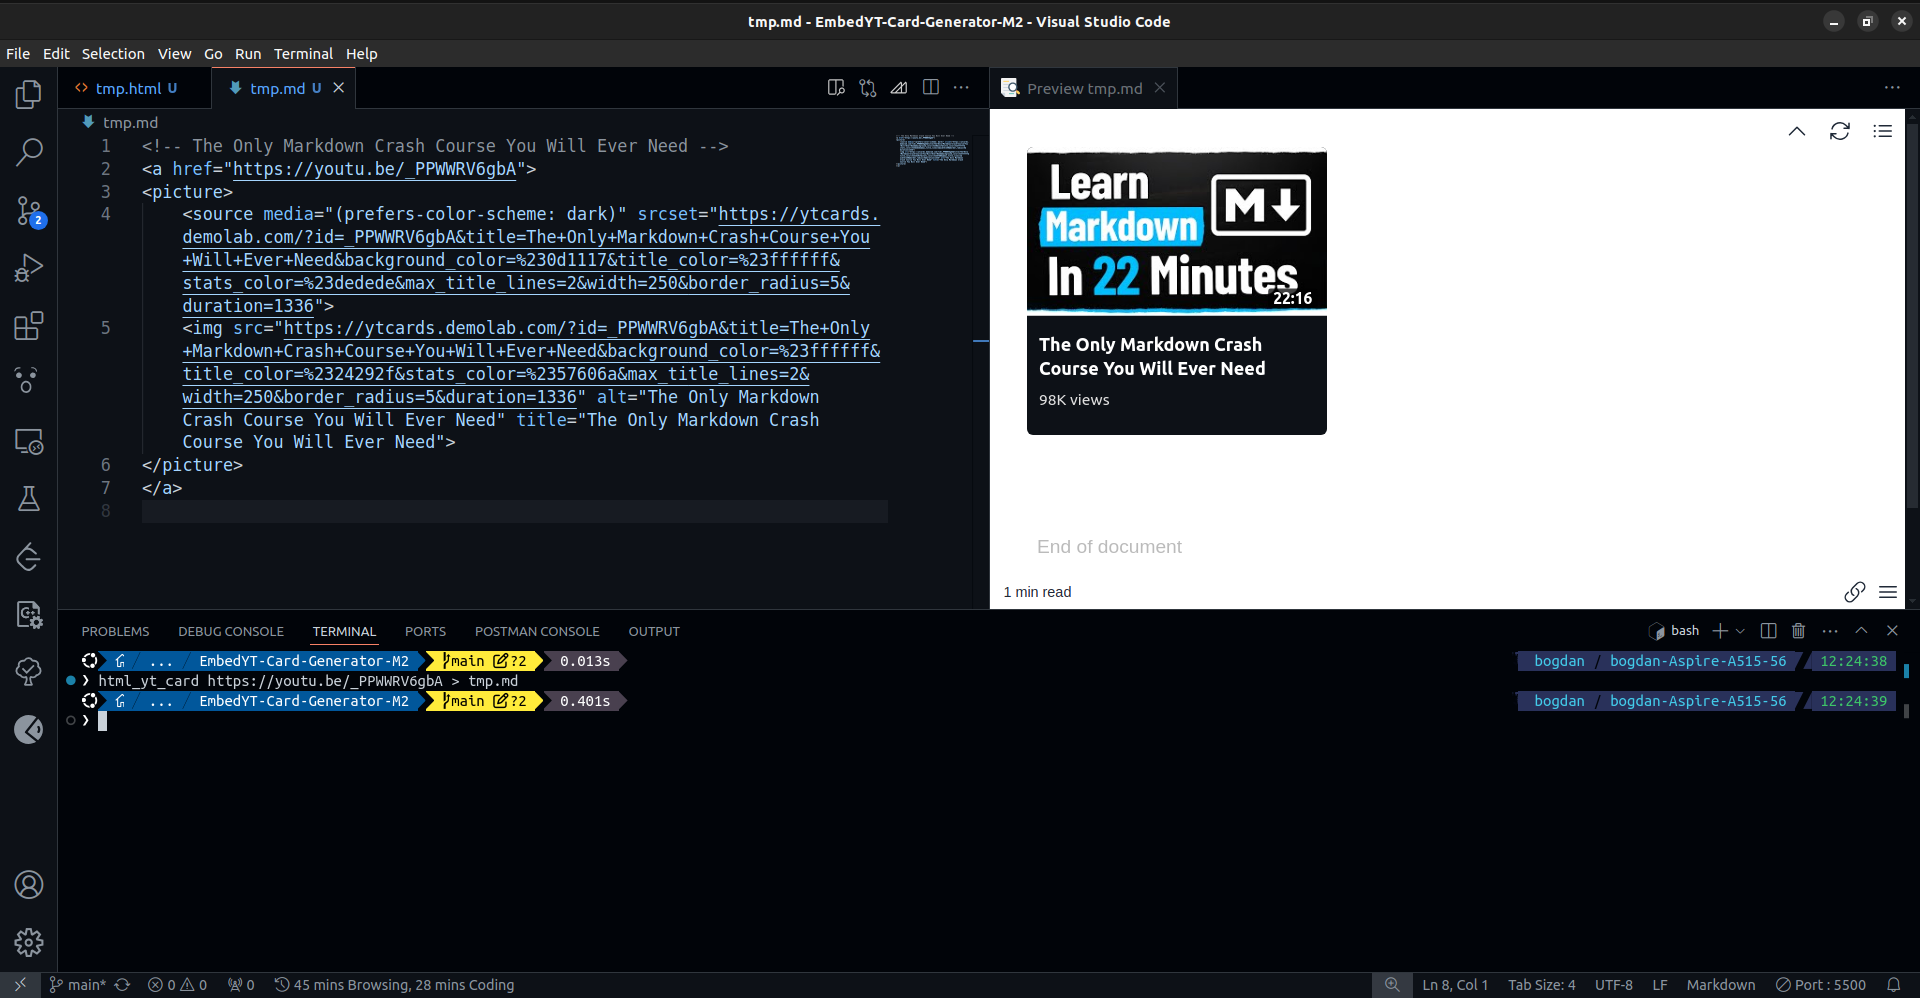 tmp.md - EmbedYT-Card-Generator-M2 - Visual Studio Code
File Edit Selection View Go Run Terminal Help
tmp.html U
tmp.md U
Preview tmp.md
tmp.md
1 <!-- The Only Markdown Crash Course You Will Ever Need -->
2 <a href="https://youtu.be/_PPWWRV6gbA">
3 <picture>
4 <source media="(prefers-color-scheme: dark)" srcset="https://ytcards.
demolab.com/?id=_PPWWRV6gbA&title=The+Only+Markdown+Crash+Course+You
+Will+Ever+Need&background_color=%230d1117&title_color=%23ffffff&
stats_color=%23dedede&max_title_lines=2&width=250&border_radius=5&
duration=1336">
5 <img src="https://ytcards.demolab.com/?id=_PPWWRV6gbA&title=The+Only
+Markdown+Crash+Course+You+Will+Ever+Need&background_color=%23ffffff&
title_color=%2324292f&stats_color=%2357606a&max_title_lines=2&
width=250&border_radius=5&duration=1336" alt="The Only Markdown
Crash Course You Will Ever Need" title="The Only Markdown Crash
Course You Will Ever Need">
6 </picture>
7 </a>
8
Learn
M
Markdown
In 22 Minutes
22:16
The Only Markdown Crash
Course You Will Ever Need
98K views
End of document
1 min read
2
PROBLEMS DEBUG CONSOLE TERMINAL PORTS POSTMAN CONSOLE OUTPUT
bash
... EmbedYT-Card-Generator-M2 main ?2 0.013s bogdan / bogdan-Aspire-A515-56 12:24:38
❯ html_yt_card https://youtu.be/_PPWWRV6gbA > tmp.md
... EmbedYT-Card-Generator-M2 main ?2 0.401s bogdan / bogdan-Aspire-A515-56 12:24:39
❯
main* 0 0 0 45 mins Browsing, 28 mins Coding Ln 8, Col 1 Tab Size: 4 UTF-8 LF Markdown Port : 5500